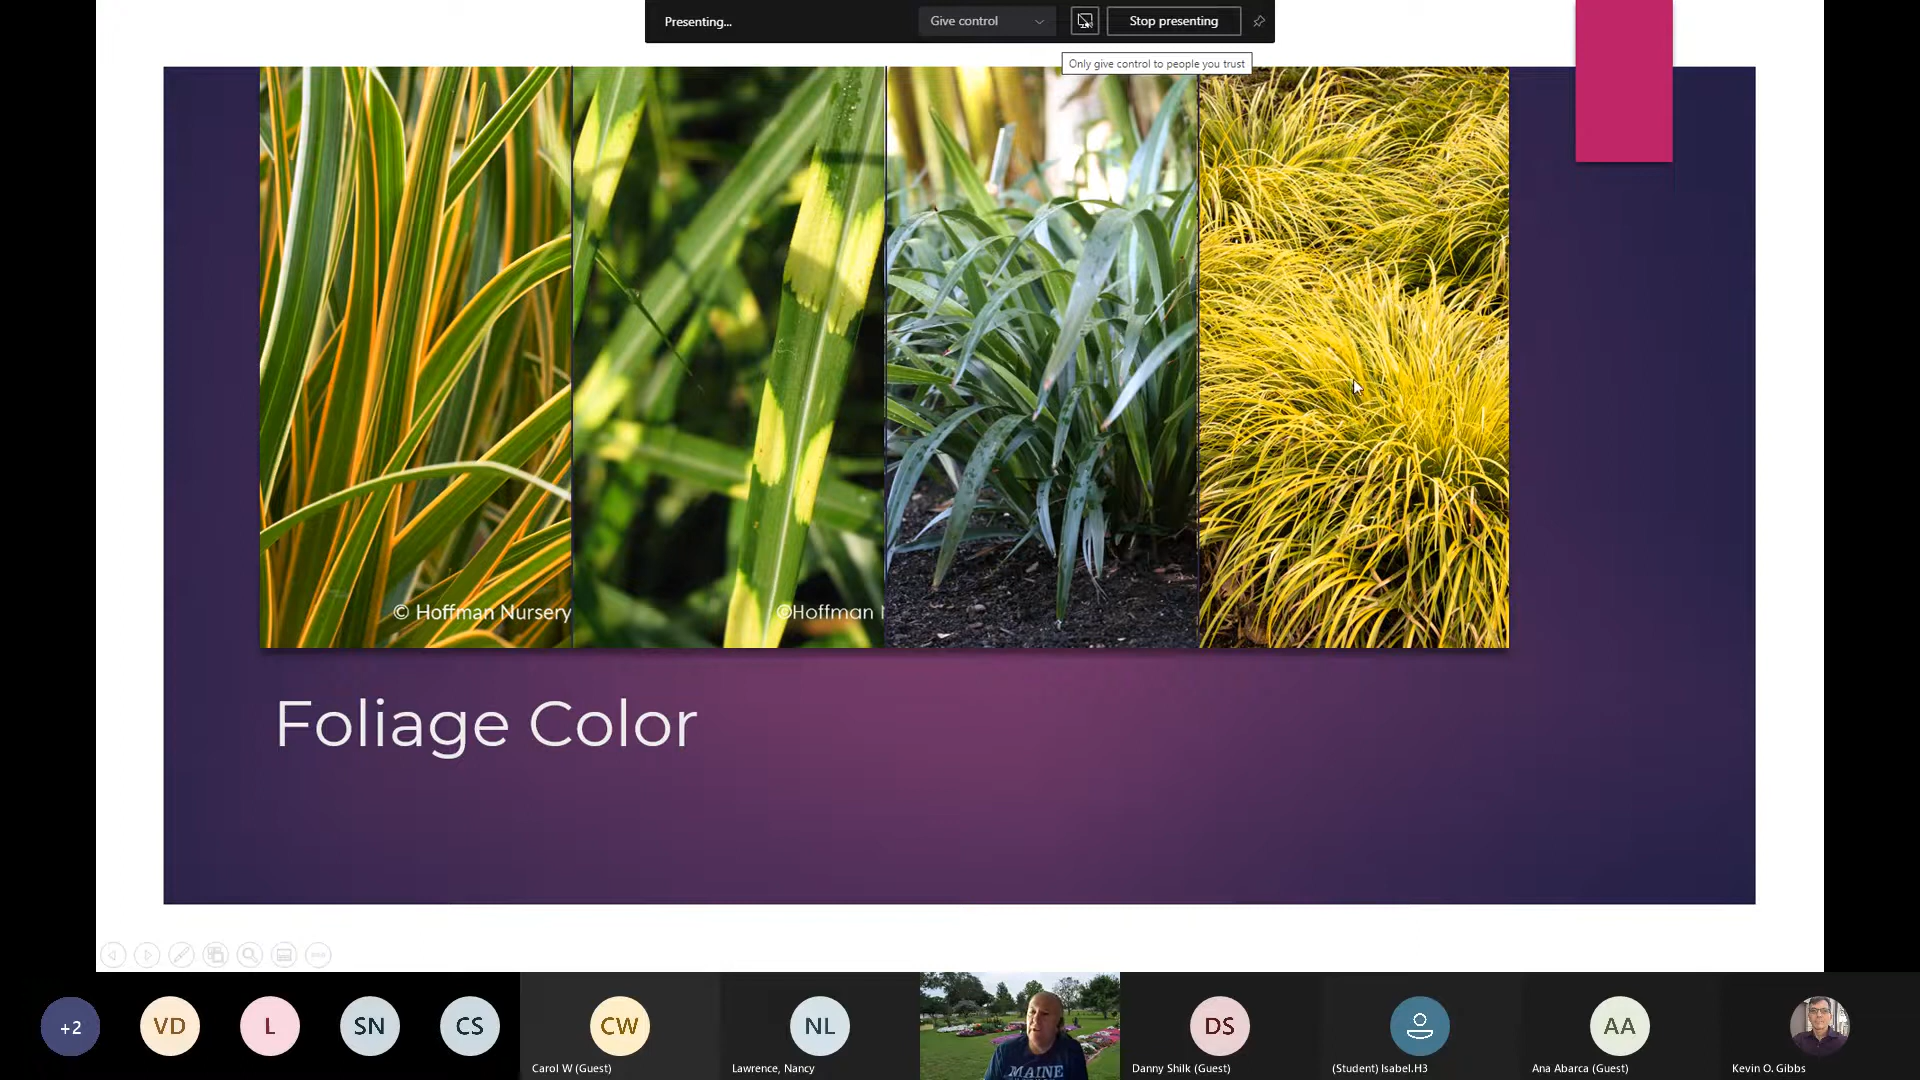 Presenting...
Give control
Stop presenting
Only give control to people you trust
© Hoffman Nursery
©Hoffman
Foliage Color
+2
VD
L
SN
CS
CW
NL
DS
AA
MAINE
Carol W (Guest)
Lawrence, Nancy
Danny Shilk (Guest)
(Student) Isabel.H3
Ana Abarca (Guest)
Kevin O. Gibbs